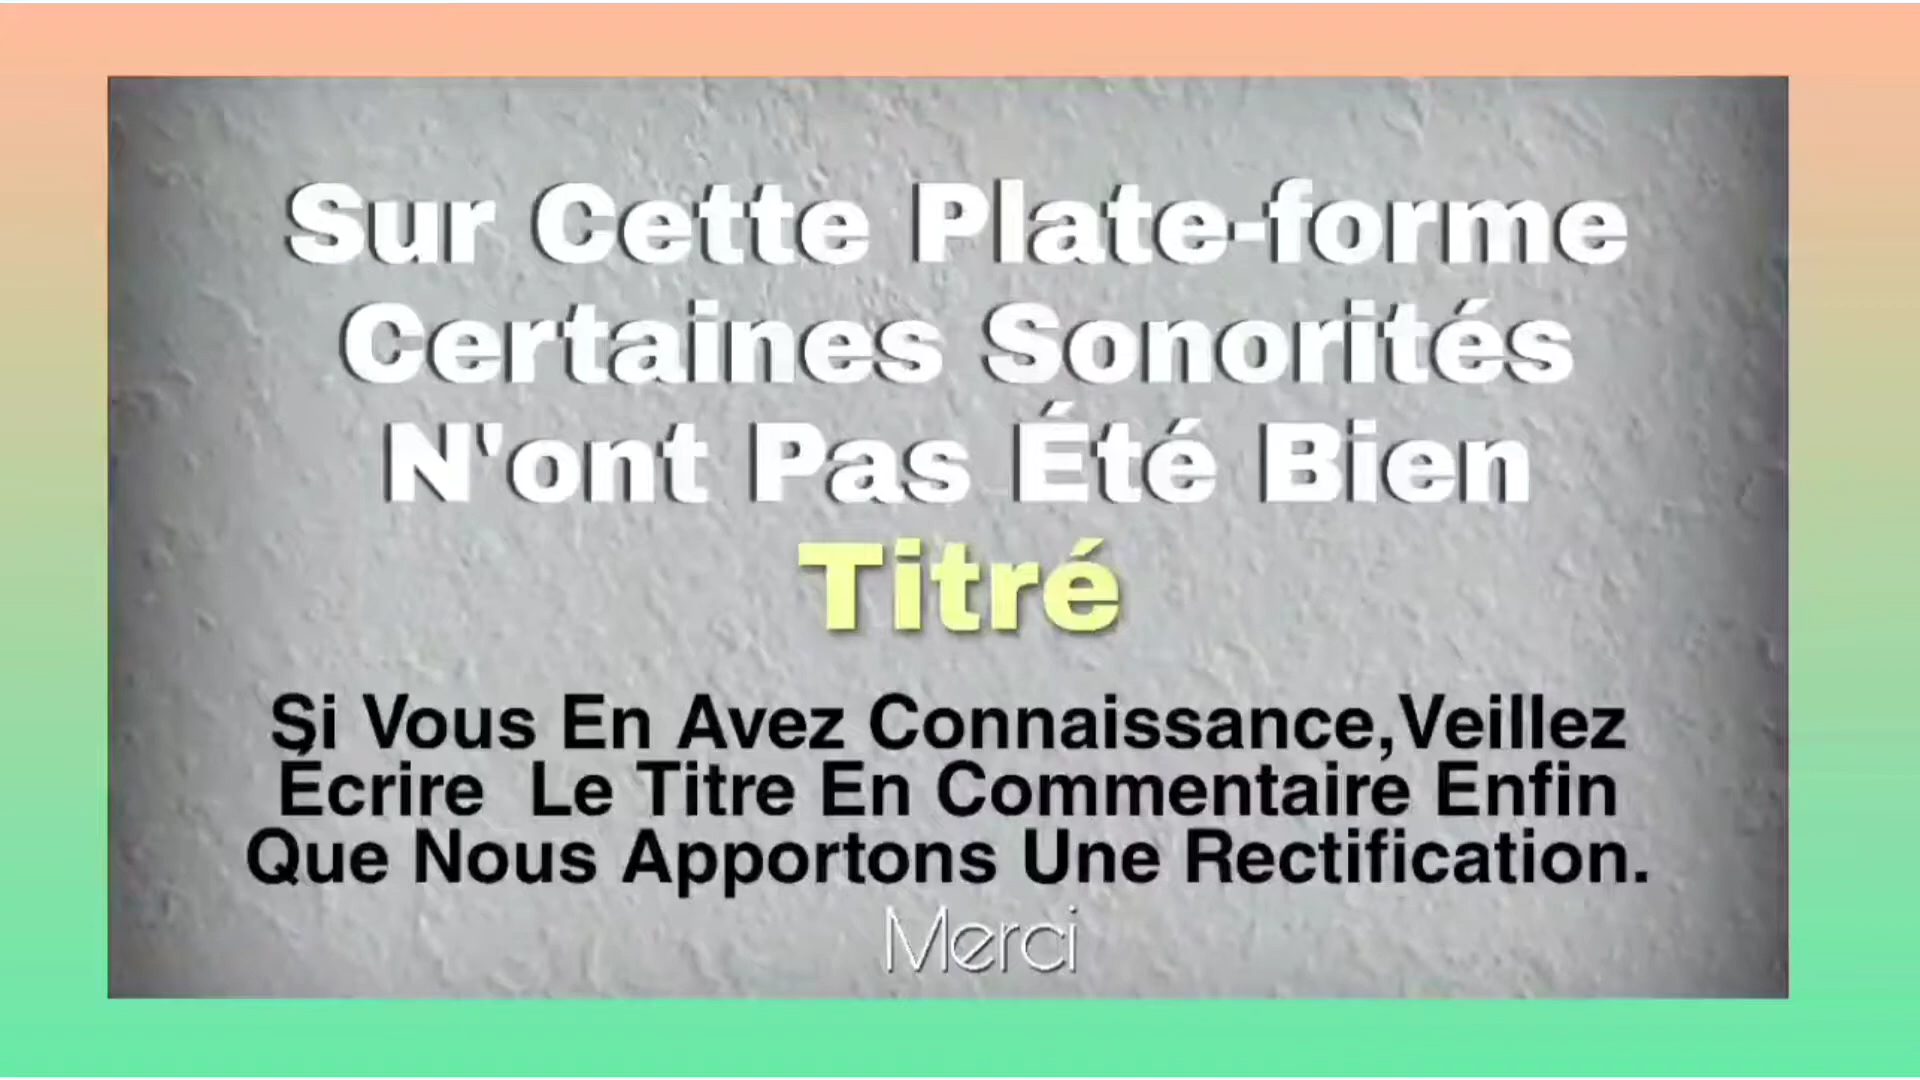 Sur Cette Plate-forme
Certaines Sonorités
N'ont Pas Été Bien
Titré
Si Vous En Avez Connaissance,Veillez
Écrire  Le Titre En Commentaire Enfin
Que Nous Apportons Une Rectification.
Merci